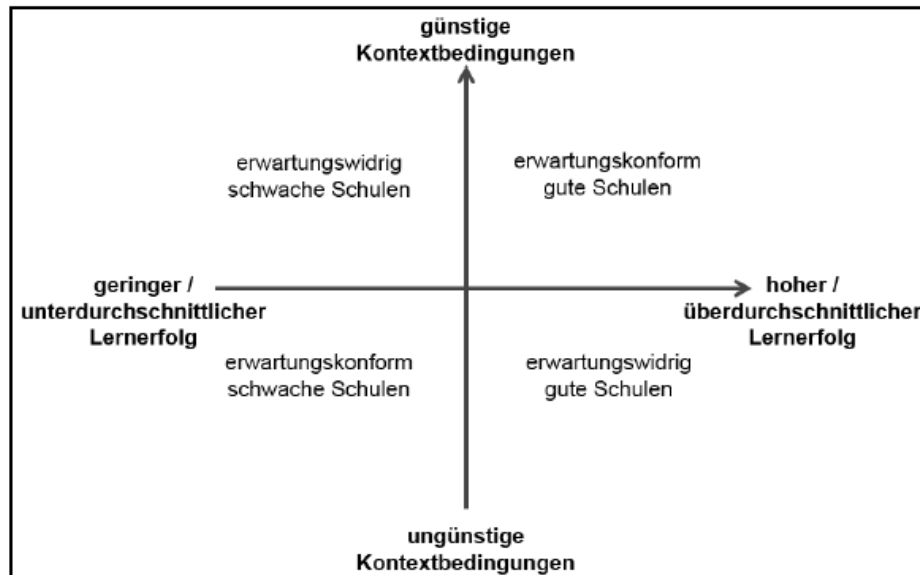 günstige
Kontextbedingungen
erwartungswidrig
schwache Schulen
erwartungskonform
gute Schulen
geringer /
unterdurchschnittlicher
Lernerfolg
hoher /
überdurchschnittlicher
Lernerfolg
erwartungskonform
schwache Schulen
erwartungswidrig
gute Schulen
ungünstige
Kontextbedingungen